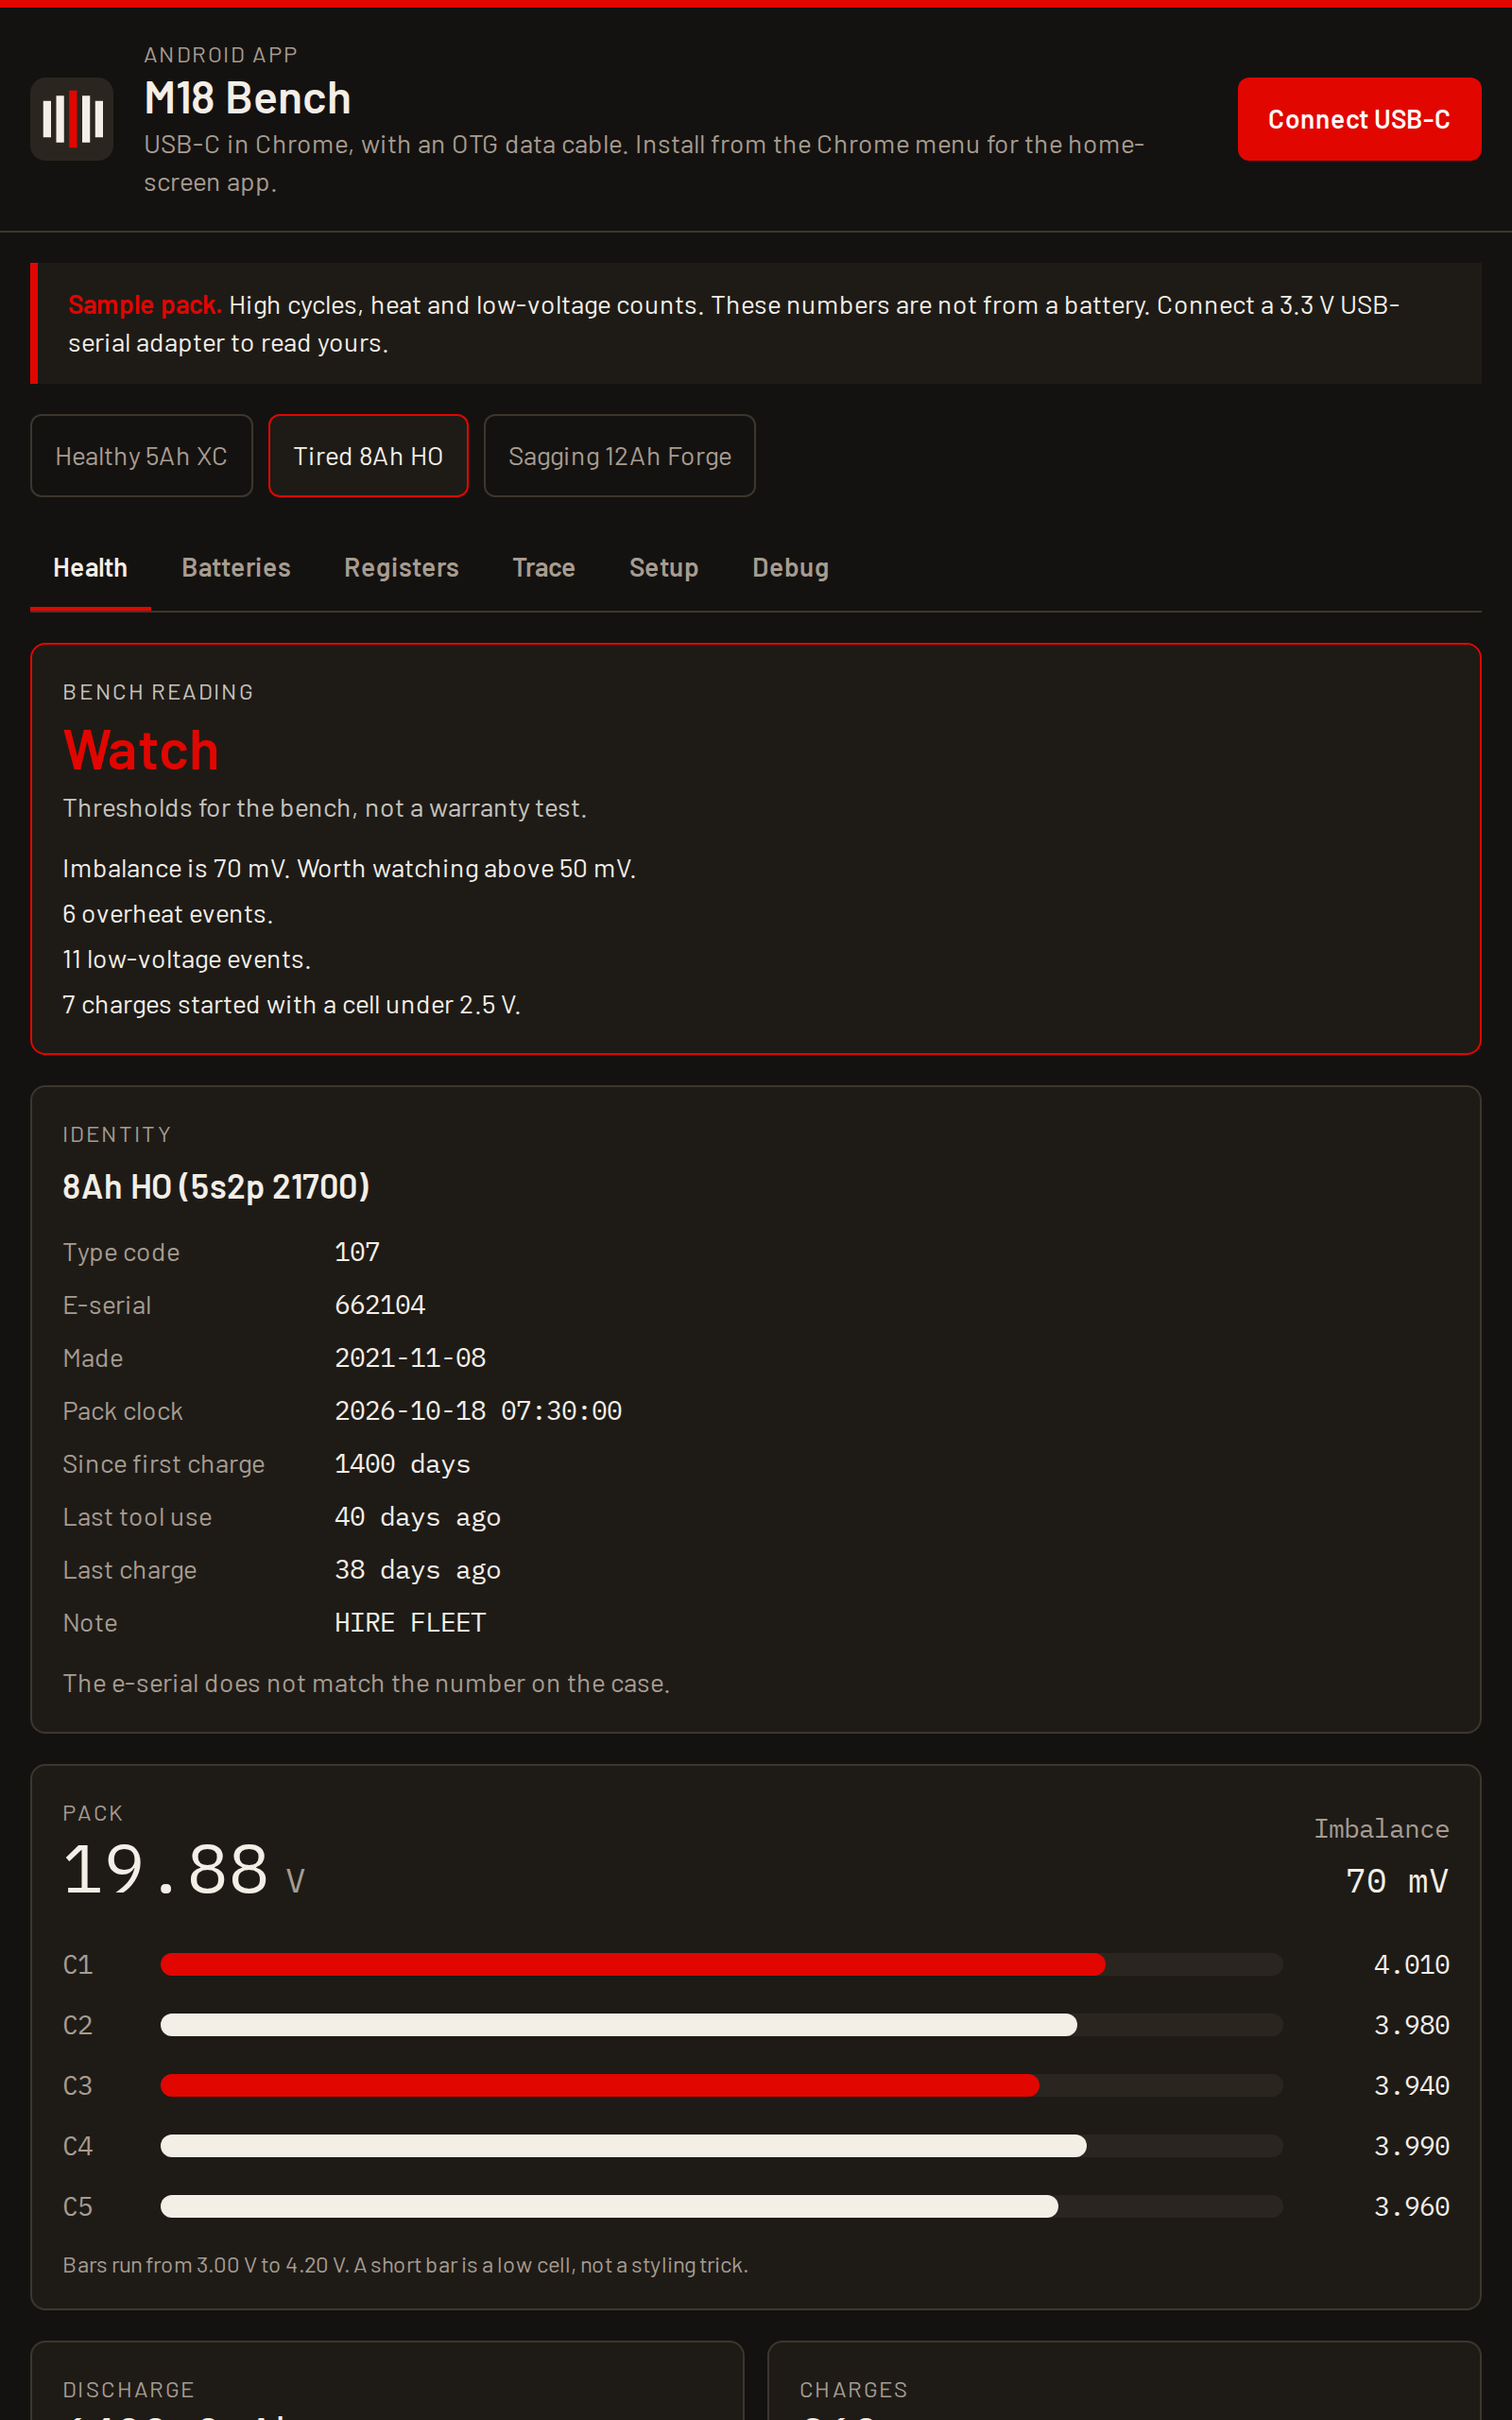 ANDROID APP
M18 Bench
USB-C in Chrome, with an OTG data cable. Install from the Chrome menu for the home-
screen app.
Connect USB-C
Sample pack. High cycles, heat and low-voltage counts. These numbers are not from a battery. Connect a 3.3 V USB-
serial adapter to read yours.
Healthy 5Ah XC
Tired 8Ah HO
Sagging 12Ah Forge
Health
Batteries
Registers
Trace
Setup
Debug
BENCH READING
Watch
Thresholds for the bench, not a warranty test.
Imbalance is 70 mV. Worth watching above 50 mV.
6 overheat events.
11 low-voltage events.
7 charges started with a cell under 2.5 V.
IDENTITY
8Ah HO (5s2p 21700)
Type code 107
E-serial 662104
Made 2021-11-08
Pack clock 2026-10-18 07:30:00
Since first charge 1400 days
Last tool use 40 days ago
Last charge 38 days ago
Note HIRE FLEET
The e-serial does not match the number on the case.
PACK
19.88 V
Imbalance
70 mV
C1 4.010
C2 3.980
C3 3.940
C4 3.990
C5 3.960
Bars run from 3.00 V to 4.20 V. A short bar is a low cell, not a styling trick.
DISCHARGE
CHARGES